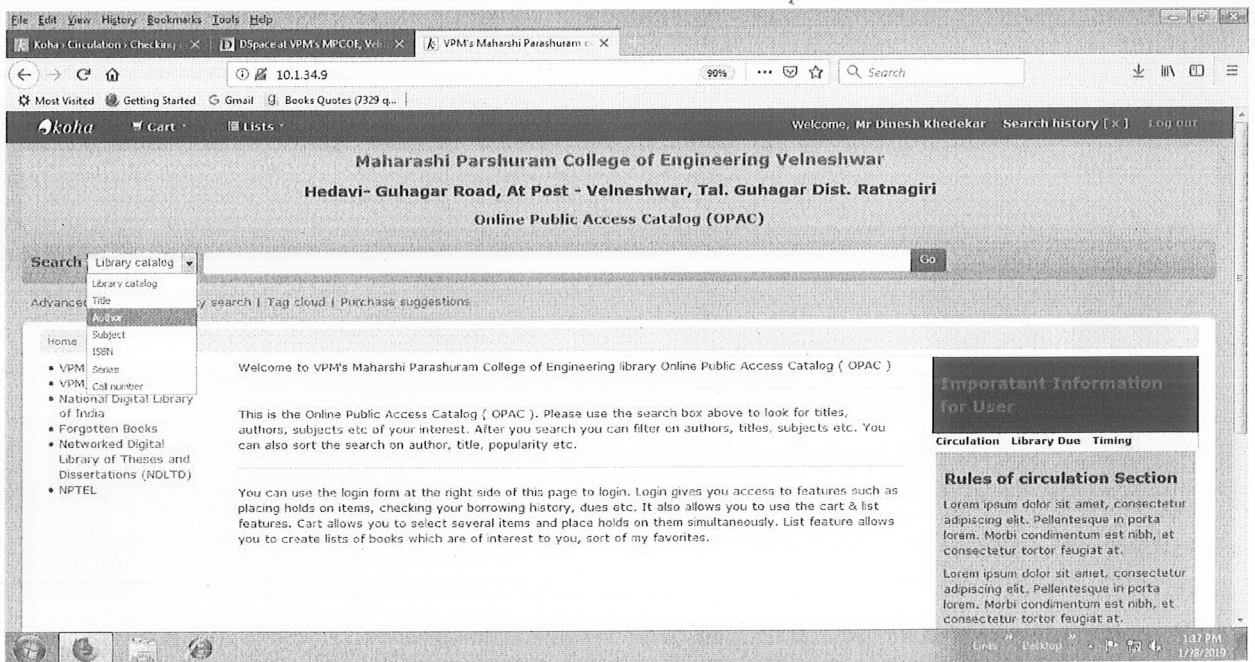 File Edit View History Bookmarks Tools Help
Koha › Circulation › Checking
DSpace at VPM's MPCOE, Vel
VPM's Maharshi Parashuram c
10.1.34.9
90%
Search
Most Visited Getting Started Gmail Books Quotes (7329 q...
koha Cart Lists Welcome, Mr Dinesh Khedekar Search history [x] Log out
Maharashi Parshuram College of Engineering Velneshwar
Hedavi- Guhagar Road, At Post - Velneshwar, Tal. Guhagar Dist. Ratnagiri
Online Public Access Catalog (OPAC)
Search Library catalog Go
Library catalog
Title
Author
Subject
ISBN
Series
Call number
Advanced y search | Tag cloud | Purchase suggestions
Home
VPM
VPM
National Digital Library
of India
Forgotten Books
Networked Digital
Library of Theses and
Dissertations (NDLTD)
NPTEL
Welcome to VPM's Maharshi Parashuram College of Engineering library Online Public Access Catalog ( OPAC )
This is the Online Public Access Catalog ( OPAC ). Please use the search box above to look for titles,
authors, subjects etc of your interest. After you search you can filter on authors, titles, subjects etc. You
can also sort the search on author, title, popularity etc.
You can use the login form at the right side of this page to login. Login gives you access to features such as
placing holds on items, checking your borrowing history, dues etc. It also allows you to use the cart & list
features. Cart allows you to select several items and place holds on them simultaneously. List feature allows
you to create lists of books which are of interest to you, sort of my favorites.
Imporatant Information
for User
Circulation Library Due Timing
Rules of circulation Section
Lorem ipsum dolor sit amet, consectetur
adipiscing elit. Pellentesque in porta
lorem. Morbi condimentum est nibh, et
consectetur tortor feugiat at.
Lorem ipsum dolor sit amet, consectetur
adipiscing elit. Pellentesque in porta
lorem. Morbi condimentum est nibh, et
consectetur tortor feugiat at.
Links Desktop
1:37 PM
1/28/2019